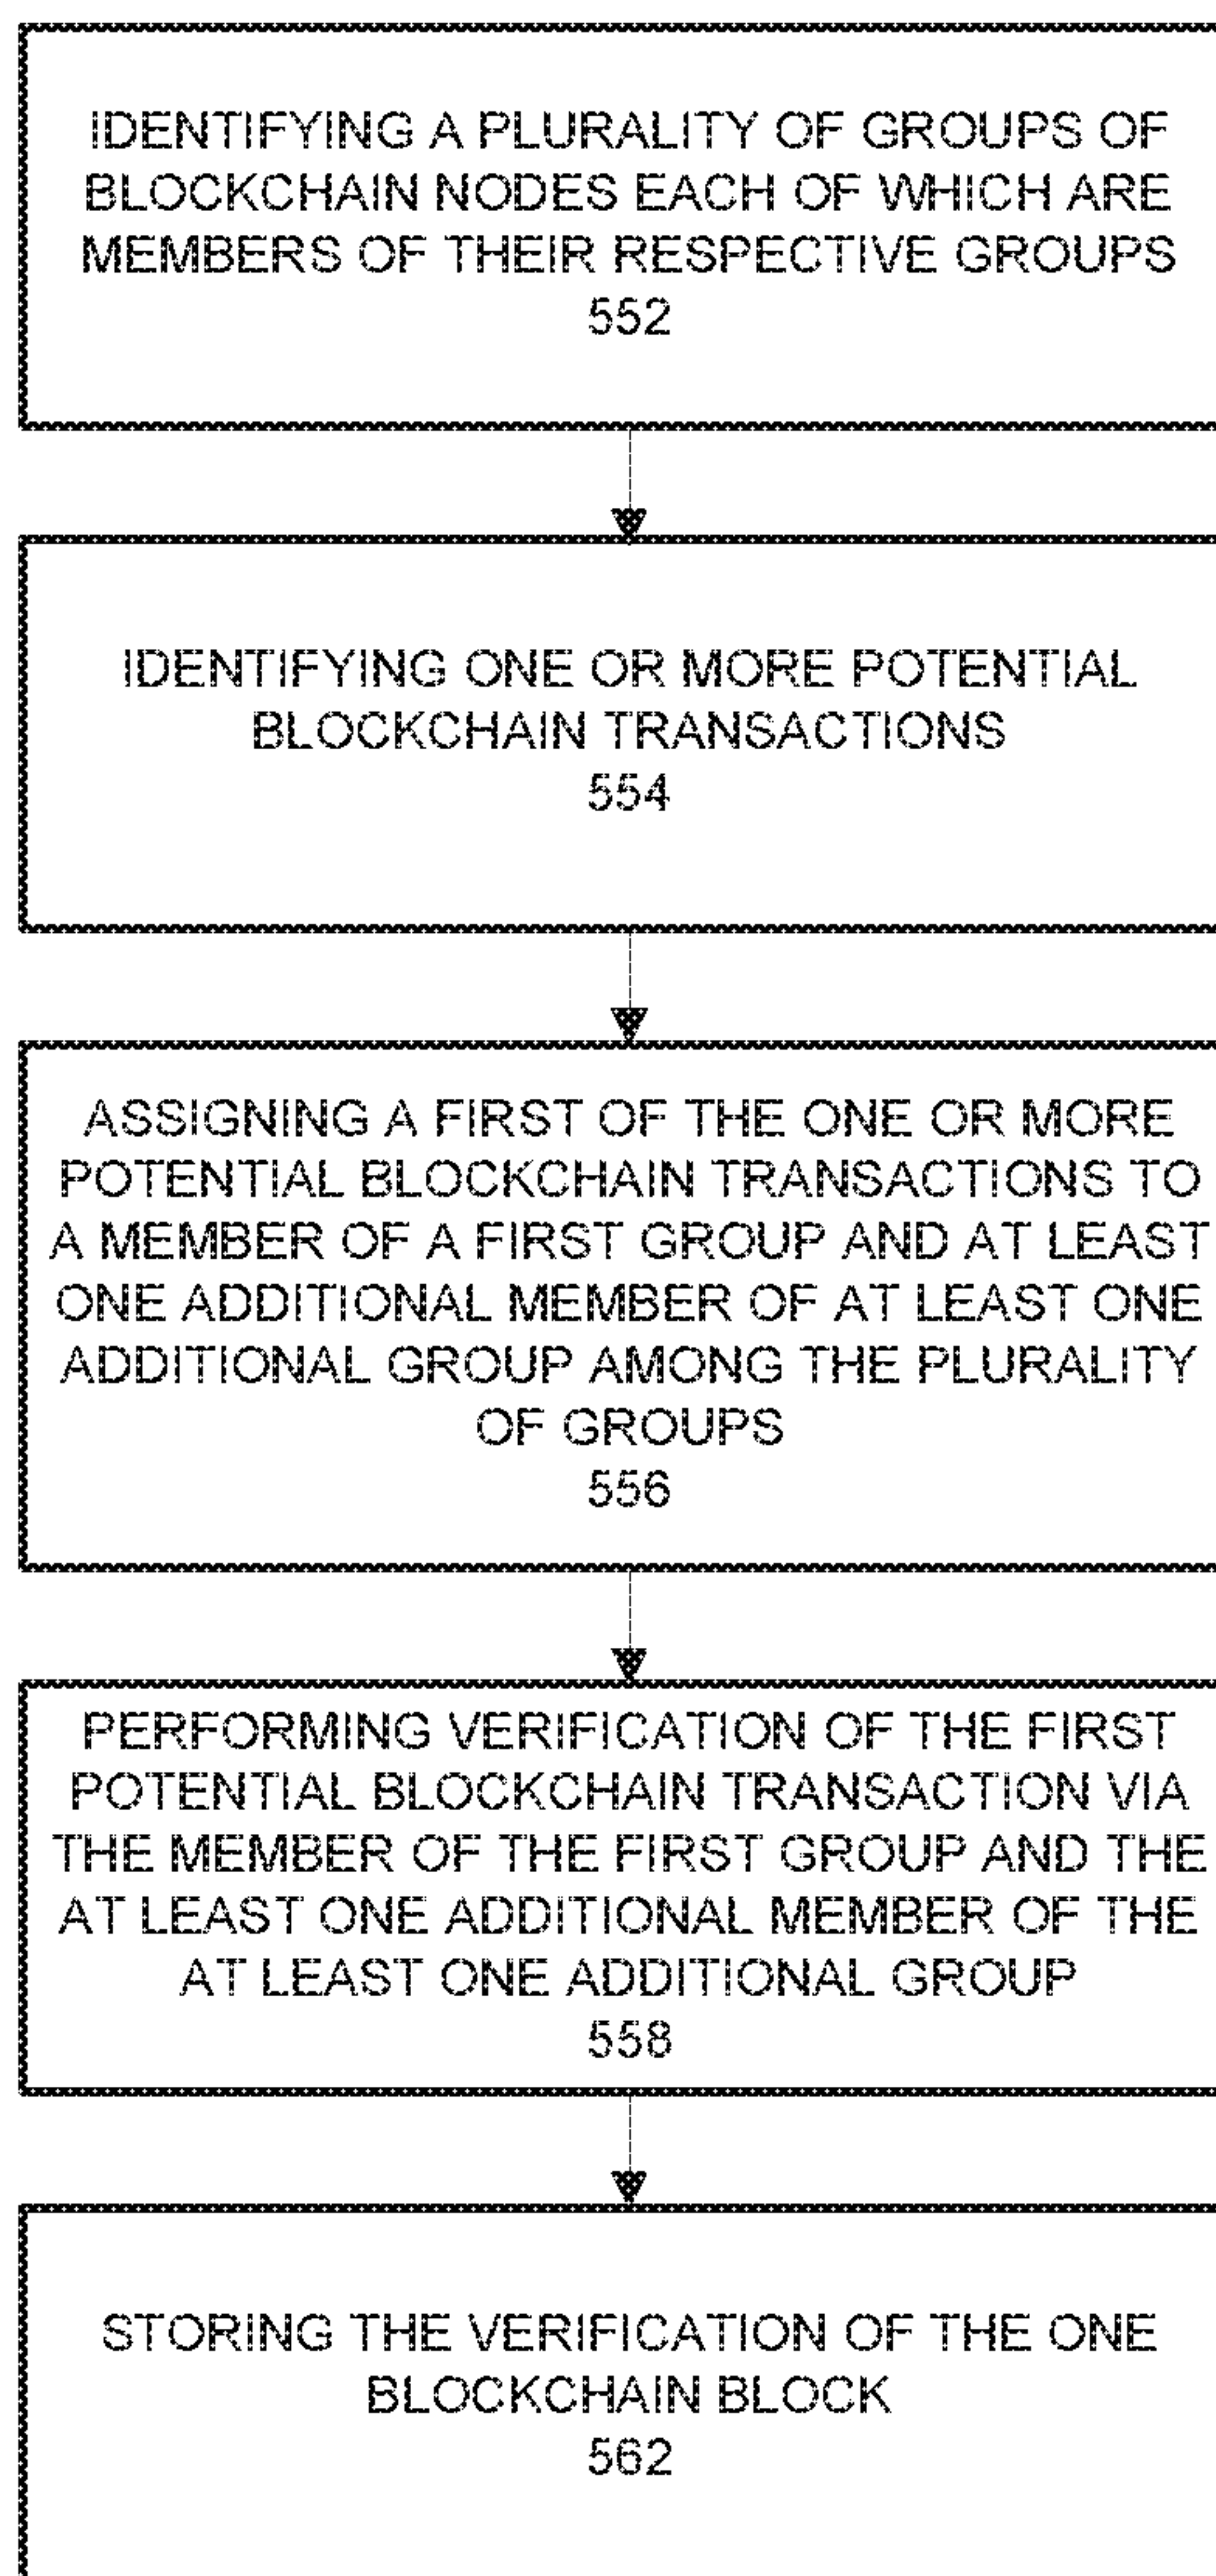 IDENTIFYING A PLURALITY OF GROUPS OF
BLOCKCHAIN NODES EACH OF WHICH ARE
MEMBERS OF THEIR RESPECTIVE GROUPS
552
IDENTIFYING ONE OR MORE POTENTIAL
BLOCKCHAIN TRANSACTIONS
554
ASSIGNING A FIRST OF THE ONE OR MORE
POTENTIAL BLOCKCHAIN TRANSACTIONS TO
A MEMBER OF A FIRST GROUP AND AT LEAST
ONE ADDITIONAL MEMBER OF AT LEAST ONE
ADDITIONAL GROUP AMONG THE PLURALITY
OF GROUPS
556
PERFORMING VERIFICATION OF THE FIRST
POTENTIAL BLOCKCHAIN TRANSACTION VIA
THE MEMBER OF THE FIRST GROUP AND THE
AT LEAST ONE ADDITIONAL MEMBER OF THE
AT LEAST ONE ADDITIONAL GROUP
558
STORING THE VERIFICATION OF THE ONE
BLOCKCHAIN BLOCK
562